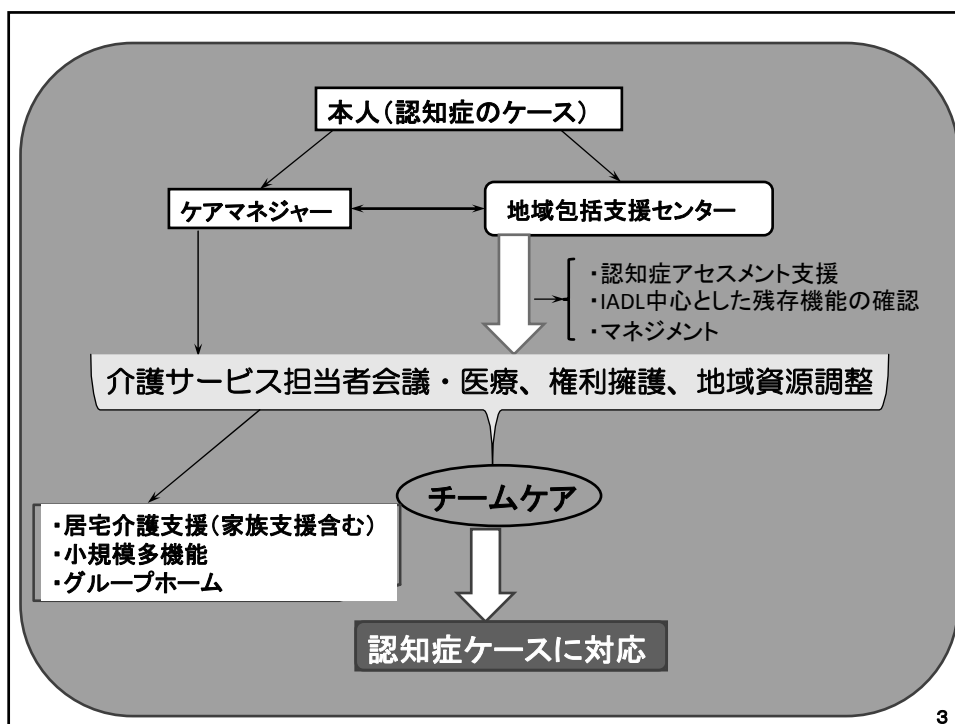 本人（認知症のケース）
ケアマネジャー
地域包括支援センター
・認知症アセスメント支援
・IADL中心とした残存機能の確認
・マネジメント
介護サービス担当者会議・医療、権利擁護、地域資源調整
チームケア
・居宅介護支援（家族支援含む）
・小規模多機能
・グループホーム
認知症ケースに対応
3